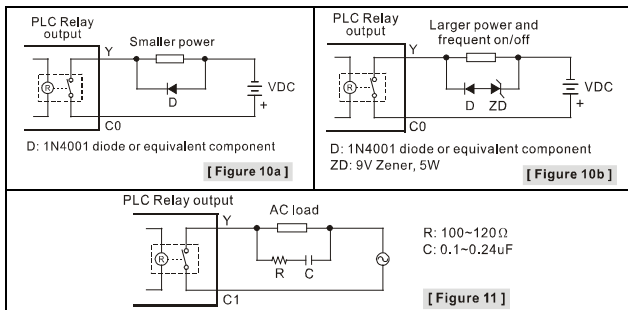 PLC Relay
output
Smaller power
Y
R
D
VDC
+
C0
D: 1N4001 diode or equivalent component
[ Figure 10a ]
PLC Relay
output
Larger power and
frequent on/off
Y
R
D ZD
VDC
+
C0
D: 1N4001 diode or equivalent component
ZD: 9V Zener, 5W
[ Figure 10b ]
PLC Relay output
AC load
Y
R
R C
C1
R: 100~120Ω
C: 0.1~0.24uF
[ Figure 11 ]